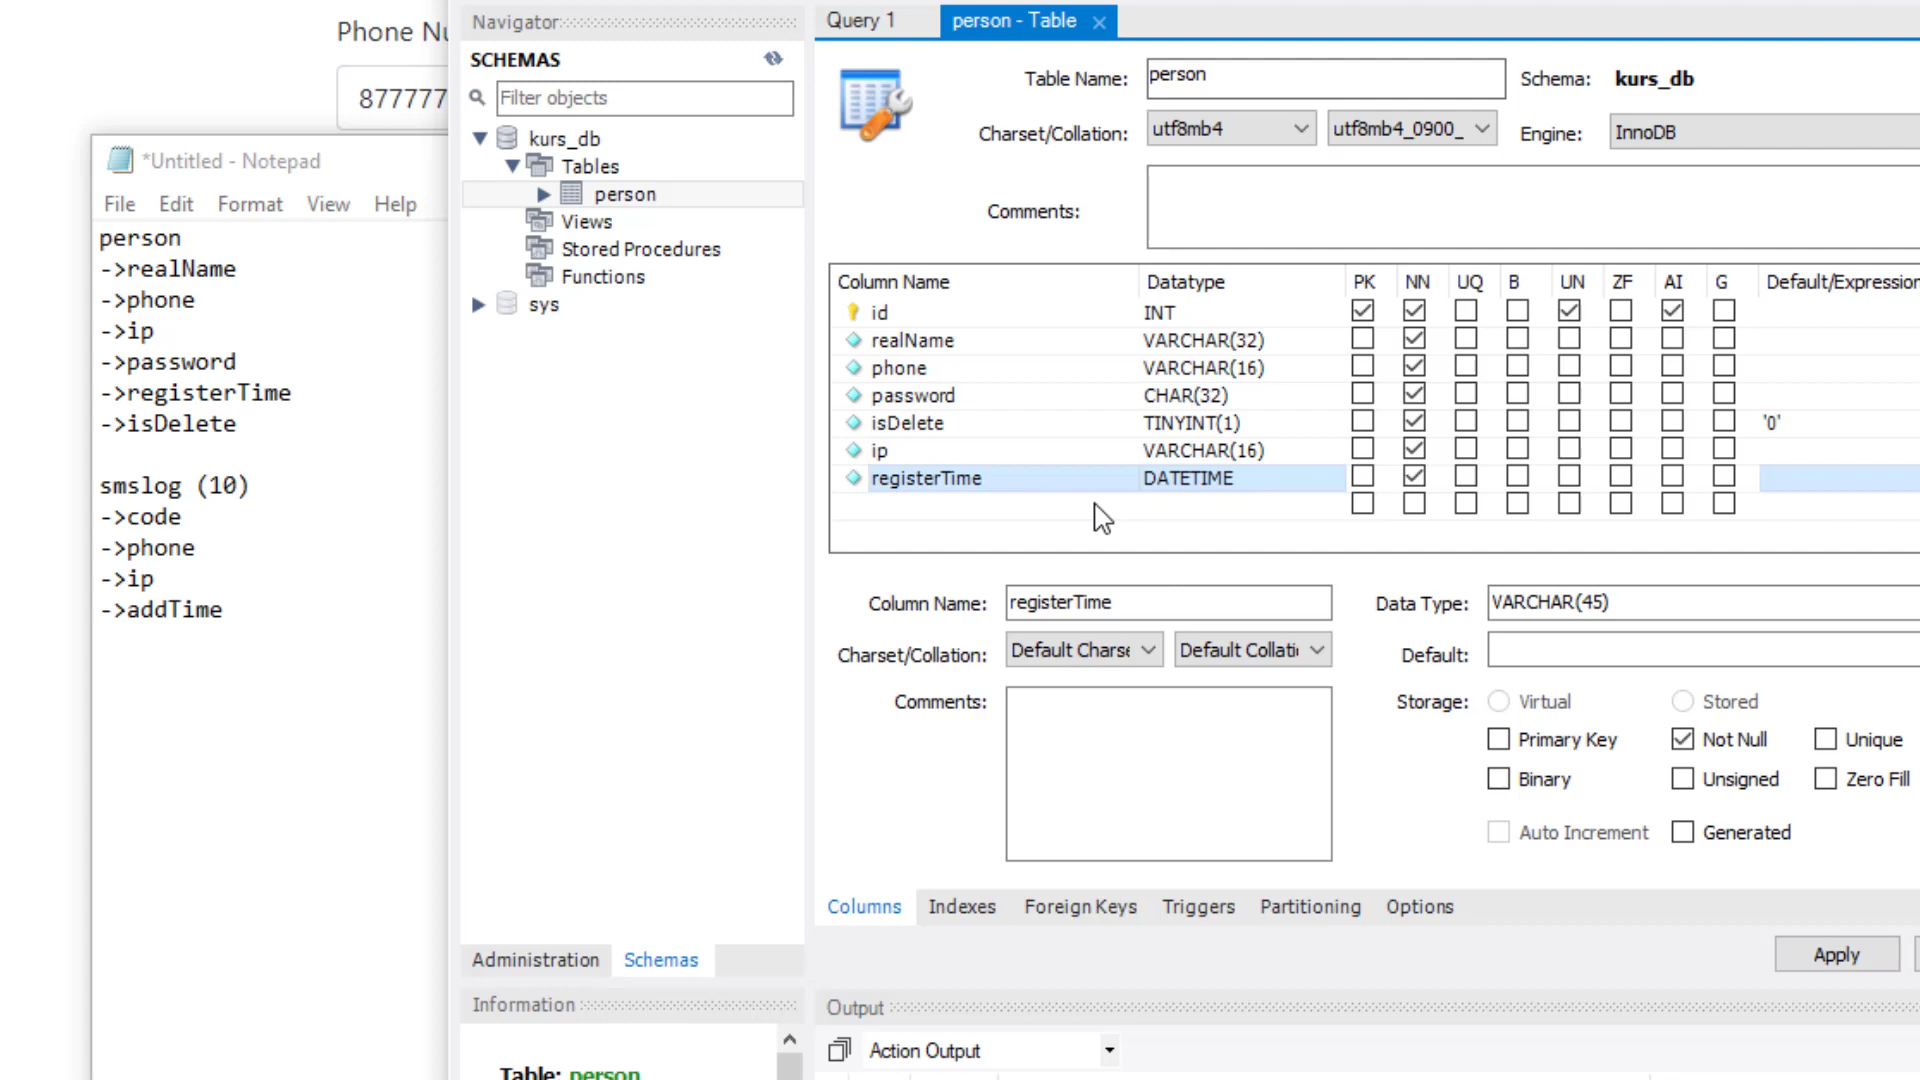 Phone Nu
877777
*Untitled - Notepad
File Edit Format View Help
person
->realName
->phone
->ip
->password
->registerTime
->isDelete
smslog (10)
->code
->phone
->ip
->addTime
Navigator
SCHEMAS
Filter objects
kurs_db
Tables
person
Views
Stored Procedures
Functions
sys
Administration Schemas
Information
Table: person
Query 1 person - Table
Table Name: person Schema: kurs_db
Charset/Collation: utf8mb4 utf8mb4_0900_ Engine: InnoDB
Comments:
Column Name Datatype PK NN UQ B UN ZF AI G Default/Expression
id INT
realName VARCHAR(32)
phone VARCHAR(16)
password CHAR(32)
isDelete TINYINT(1) '0'
ip VARCHAR(16)
registerTime DATETIME
Column Name: registerTime Data Type: VARCHAR(45)
Charset/Collation: Default Charse Default Collati Default:
Comments: Storage: Virtual Stored
Primary Key Not Null Unique
Binary Unsigned Zero Fill
Auto Increment Generated
Columns Indexes Foreign Keys Triggers Partitioning Options
Apply
Output
Action Output